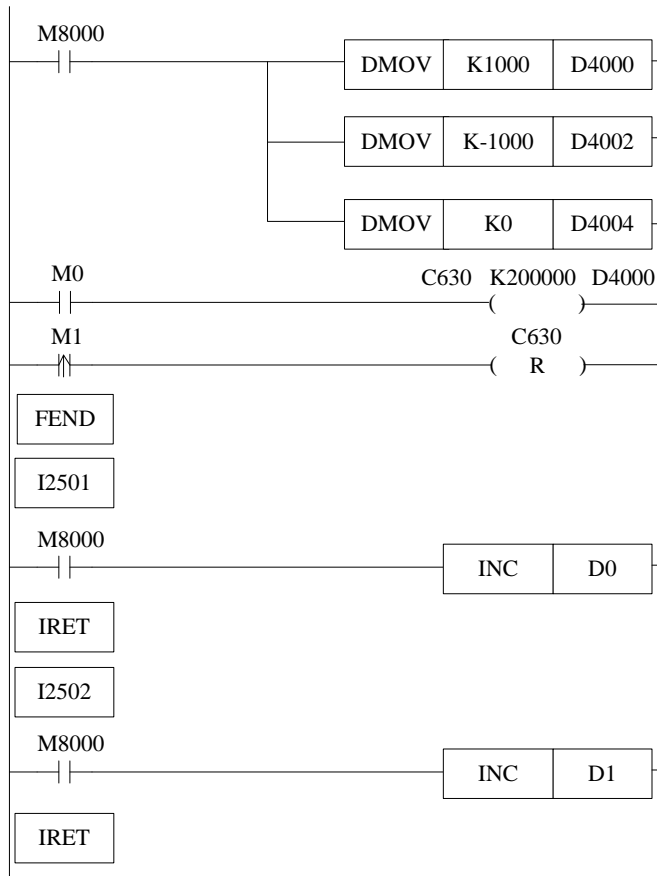 M8000
DMOV K1000 D4000
DMOV K-1000 D4002
DMOV K0 D4004
M0
C630 K200000 D4000
( )
M1
C630
( R )
FEND
I2501
M8000
INC D0
IRET
I2502
M8000
INC D1
IRET